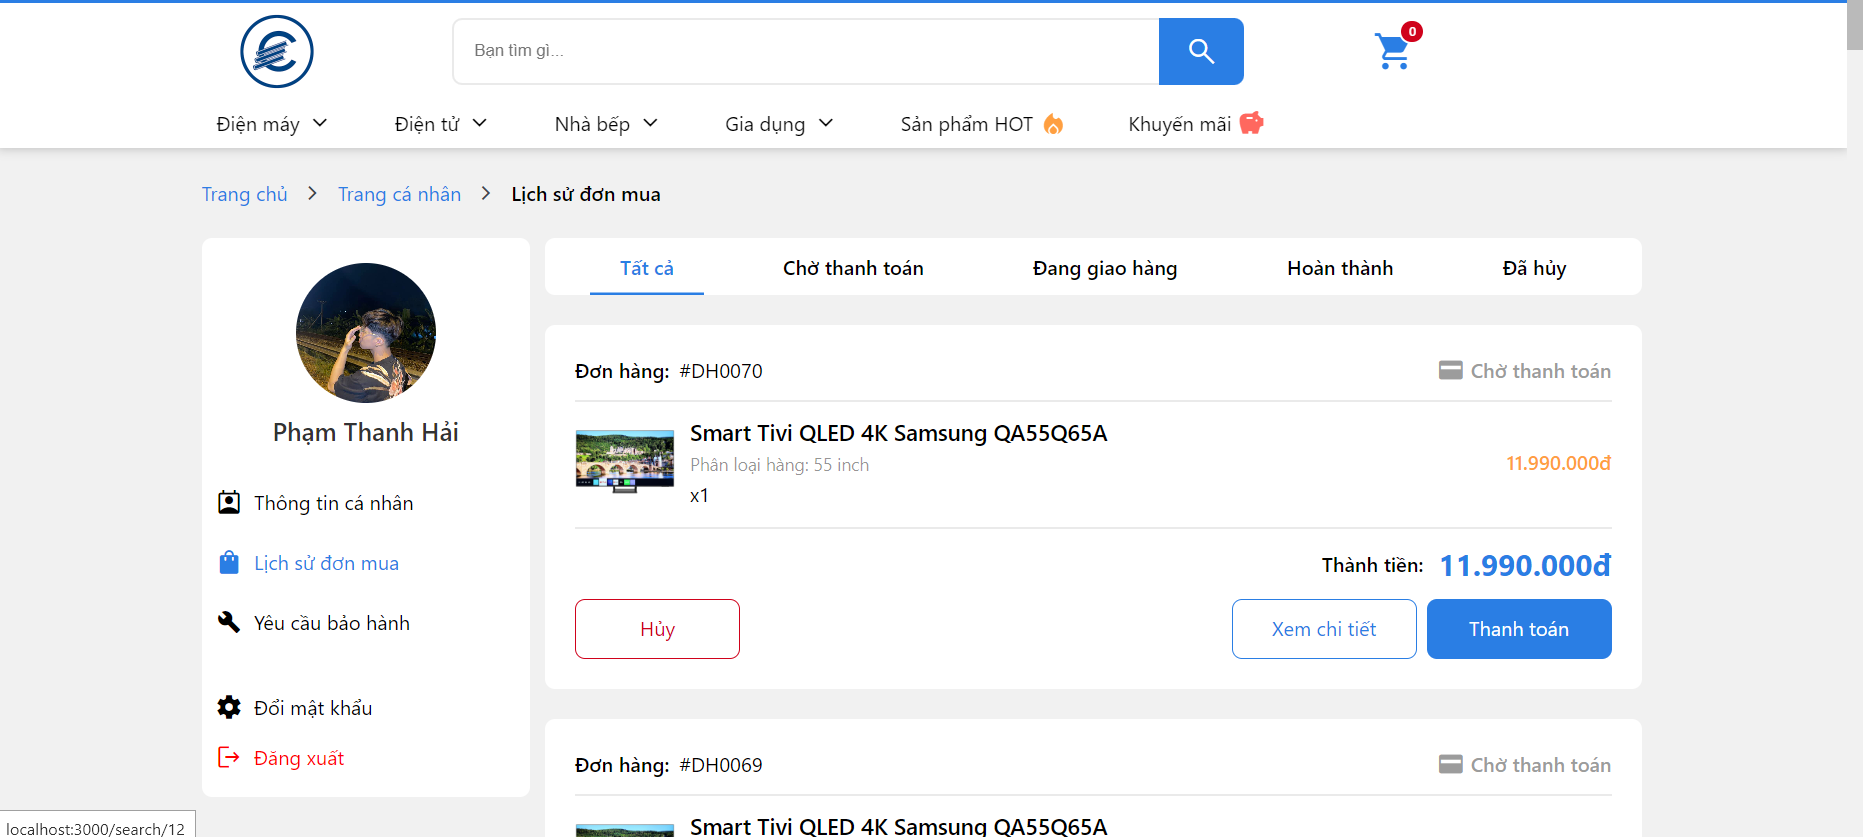 Bạn tìm gì...
0
Điện máy
Điện tử
Nhà bếp
Gia dụng
Sản phẩm HOT
Khuyến mãi
Trang chủ
Trang cá nhân
Lịch sử đơn mua
Phạm Thanh Hải
Thông tin cá nhân
Lịch sử đơn mua
Yêu cầu bảo hành
Đổi mật khẩu
Đăng xuất
Tất cả
Chờ thanh toán
Đang giao hàng
Hoàn thành
Đã hủy
Đơn hàng: #DH0070
Chờ thanh toán
Smart Tivi QLED 4K Samsung QA55Q65A
Phân loại hàng: 55 inch
x1
11.990.000đ
Thành tiền: 11.990.000đ
Hủy
Xem chi tiết
Thanh toán
Đơn hàng: #DH0069
Chờ thanh toán
Smart Tivi QLED 4K Samsung QA55Q65A
localhost:3000/search/12